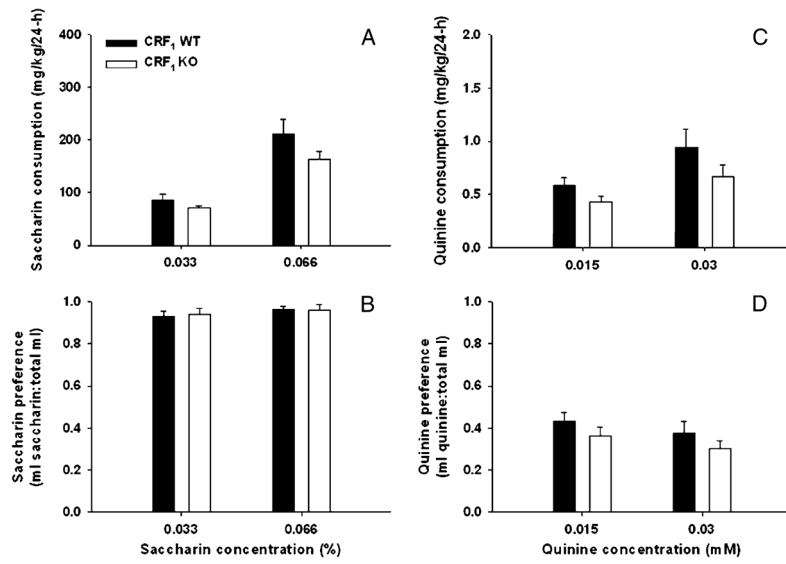 A
CRF1 WT
CRF1 KO
Saccharin consumption (mg/kg/24-h)
400
300
200
100
0
0.033 0.066
C
Quinine consumption (mg/kg/24-h)
2.0
1.5
1.0
0.5
0.0
0.015 0.03
B
Saccharin preference
(ml saccharin:total ml)
1.0
0.8
0.6
0.4
0.2
0.0
0.033 0.066
Saccharin concentration (%)
D
Quinine preference
(ml quinine:total ml)
1.0
0.8
0.6
0.4
0.2
0.0
0.015 0.03
Quinine concentration (mM)